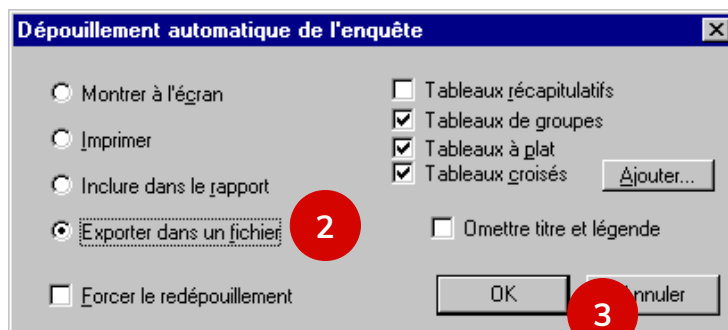 Dépouillement automatique de l'enquête
Montrer à l'écran
Imprimer
Inclure dans le rapport
Exporter dans un fichier
2
Forcer le redépouillement
Tableaux récapitulatifs
Tableaux de groupes
Tableaux à plat
Tableaux croisés
Ajouter...
Omettre titre et légende
OK
3
nnuler